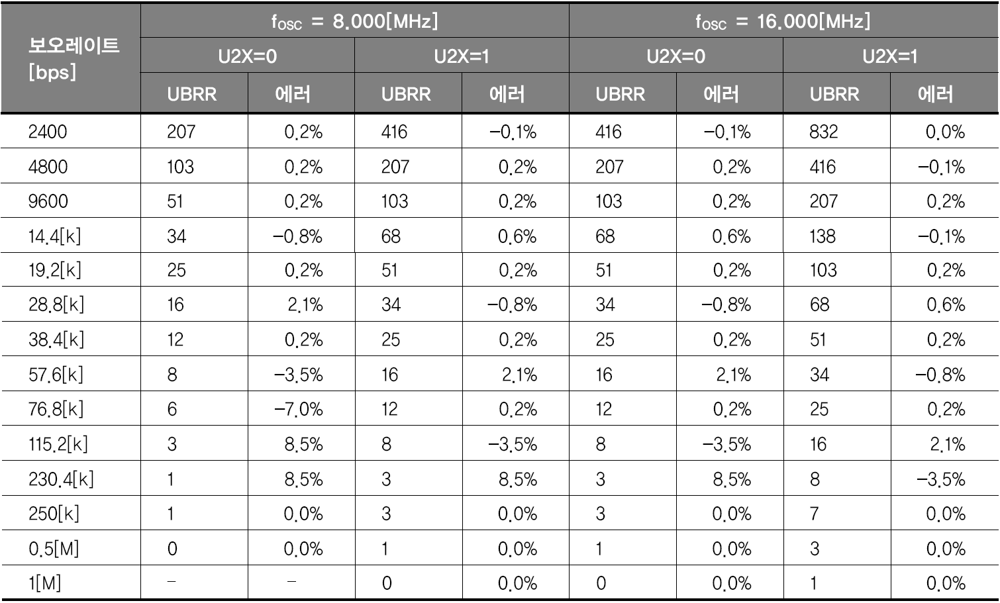 보오레이트
[bps]
fOSC = 8.000[MHz] fOSC = 16.000[MHz]
U2X=0 U2X=1 U2X=0 U2X=1
UBRR 에러 UBRR 에러 UBRR 에러 UBRR 에러
2400 207 0.2% 416 -0.1% 416 -0.1% 832 0.0%
4800 103 0.2% 207 0.2% 207 0.2% 416 -0.1%
9600 51 0.2% 103 0.2% 103 0.2% 207 0.2%
14.4[k] 34 -0.8% 68 0.6% 68 0.6% 138 -0.1%
19.2[k] 25 0.2% 51 0.2% 51 0.2% 103 0.2%
28.8[k] 16 2.1% 34 -0.8% 34 -0.8% 68 0.6%
38.4[k] 12 0.2% 25 0.2% 25 0.2% 51 0.2%
57.6[k] 8 -3.5% 16 2.1% 16 2.1% 34 -0.8%
76.8[k] 6 -7.0% 12 0.2% 12 0.2% 25 0.2%
115.2[k] 3 8.5% 8 -3.5% 8 -3.5% 16 2.1%
230.4[k] 1 8.5% 3 8.5% 3 8.5% 8 -3.5%
250[k] 1 0.0% 3 0.0% 3 0.0% 7 0.0%
0.5[M] 0 0.0% 1 0.0% 1 0.0% 3 0.0%
1[M] - - 0 0.0% 0 0.0% 1 0.0%